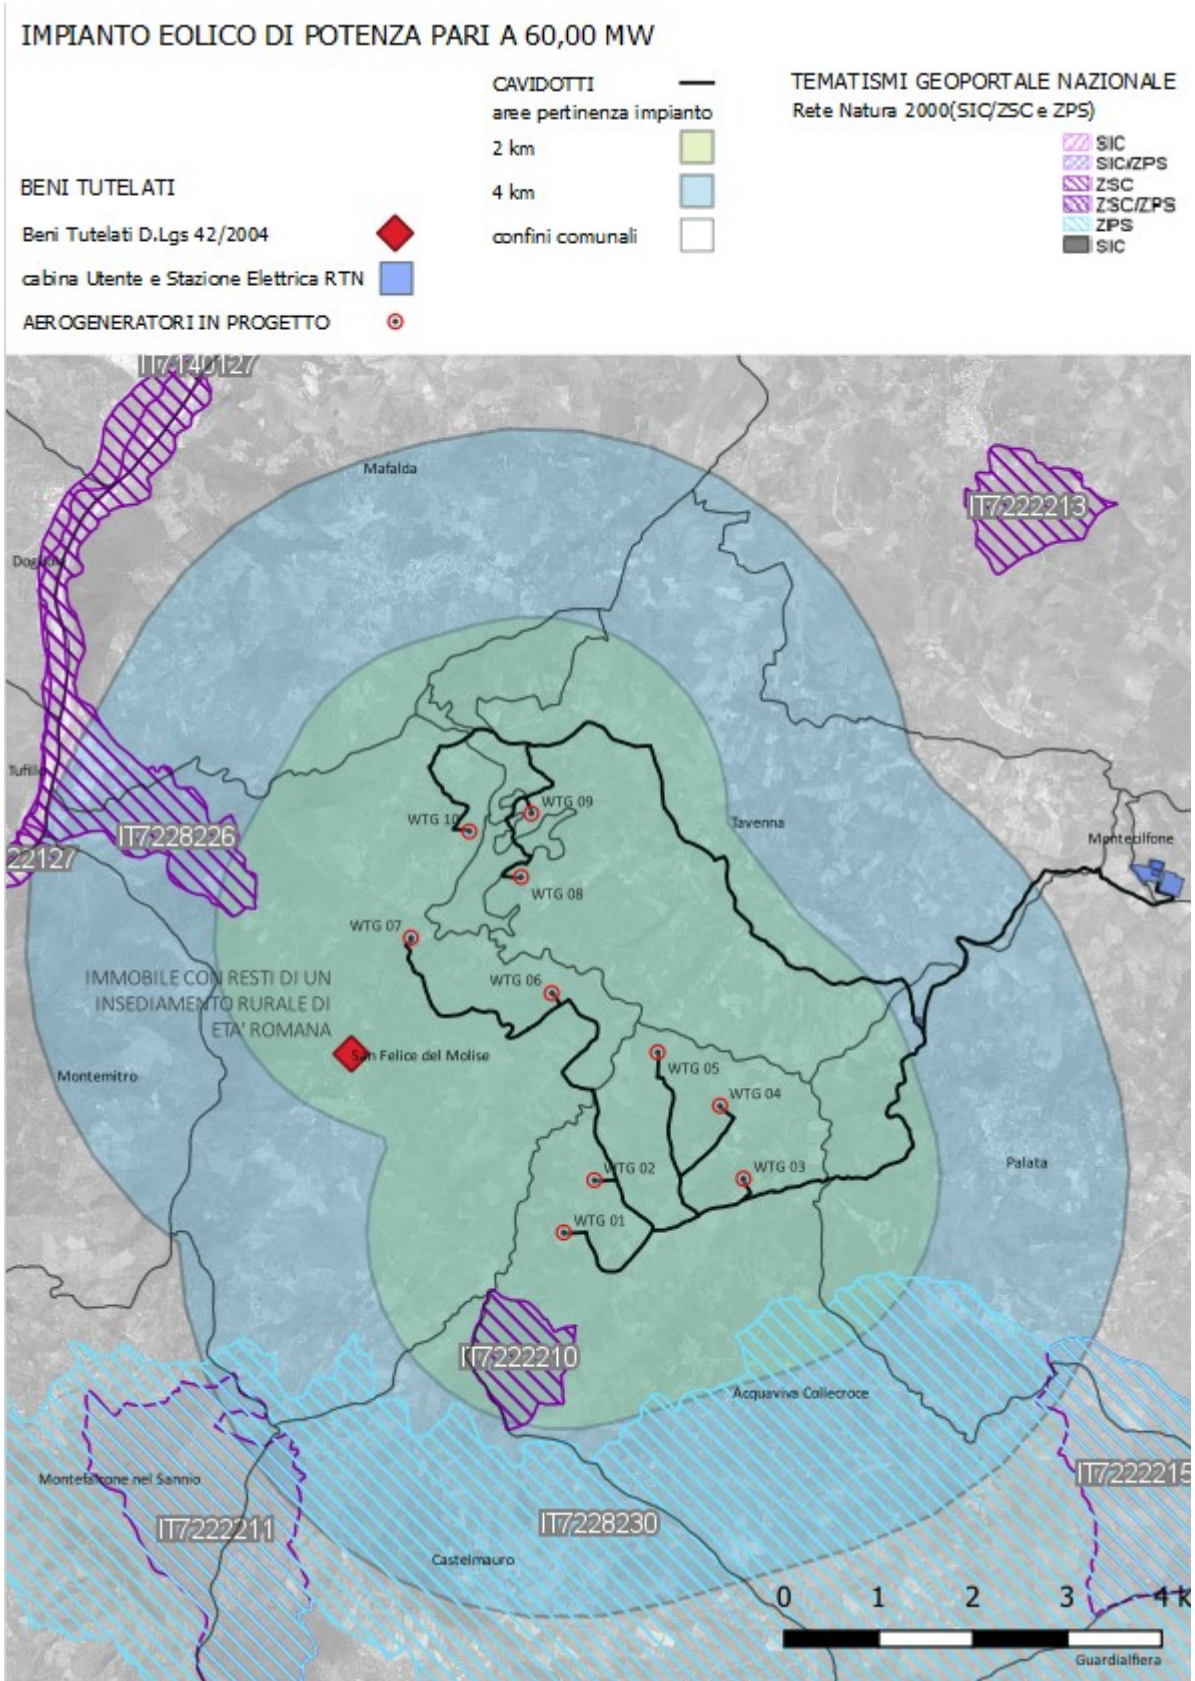 IMPIANTO EOLICO DI POTENZA PARI A 60,00 MW
CAVIDOTTI
aree pertinenza impianto
2 km
4 km
confini comunali
TEMATISMI GEOPORTALE NAZIONALE
Rete Natura 2000(SIC/ZSC e ZPS)
SIC
SIC/ZPS
ZSC
ZSC/ZPS
ZPS
SIC
BENI TUTELATI
Beni Tutelati D.Lgs 42/2004
cabina Utente e Stazione Elettrica RTN
AEROGENERATORI IN PROGETTO
IT7140127
Mafalda
IT7222213
Tufillo
IT7228226
22127
WTG 10
WTG 09
Tavenna
Montecilfone
WTG 08
WTG 07
IMMOBILE CON RESTI DI UN
INSEDIAMENTO RURALE DI
ETA' ROMANA
WTG 06
San Felice del Molise
Montemitro
WTG 05
WTG 04
WTG 03
WTG 02
Palata
WTG 01
IT7222210
Acquaviva Collecroce
Montefalcone nel Sannio
IT7222215
IT7222211
IT7228230
Castelmauro
0 1 2 3 4 k
Guardialfiera